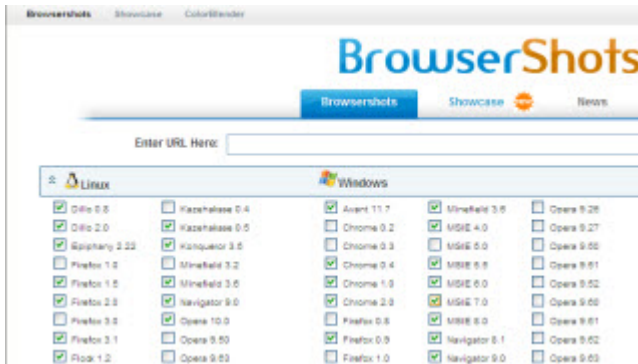 Browsershots Showcase ColorBlender
BrowserShots
Browsershots Showcase NEW News
Enter URL Here:
Linux Windows
Dillo 0.8 Kazehakase 0.4 Avant 11.7 Minefield 3.6 Opera 9.26
Dillo 2.0 Kazehakase 0.5 Chrome 0.2 MSIE 4.0 Opera 9.27
Epiphany 2.22 Konqueror 3.5 Chrome 0.3 MSIE 5.0 Opera 9.50
Firefox 1.0 Minefield 3.2 Chrome 0.4 MSIE 5.5 Opera 9.51
Firefox 1.5 Minefield 3.6 Chrome 1.0 MSIE 6.0 Opera 9.52
Firefox 2.0 Navigator 9.0 Chrome 2.0 MSIE 7.0 Opera 9.60
Firefox 3.0 Opera 10.0 Firefox 0.8 MSIE 8.0 Opera 9.61
Firefox 3.1 Opera 9.50 Firefox 0.9 Navigator 8.1 Opera 9.62
Flock 1.2 Opera 9.63 Firefox 1.0 Navigator 9.0 Opera 9.63